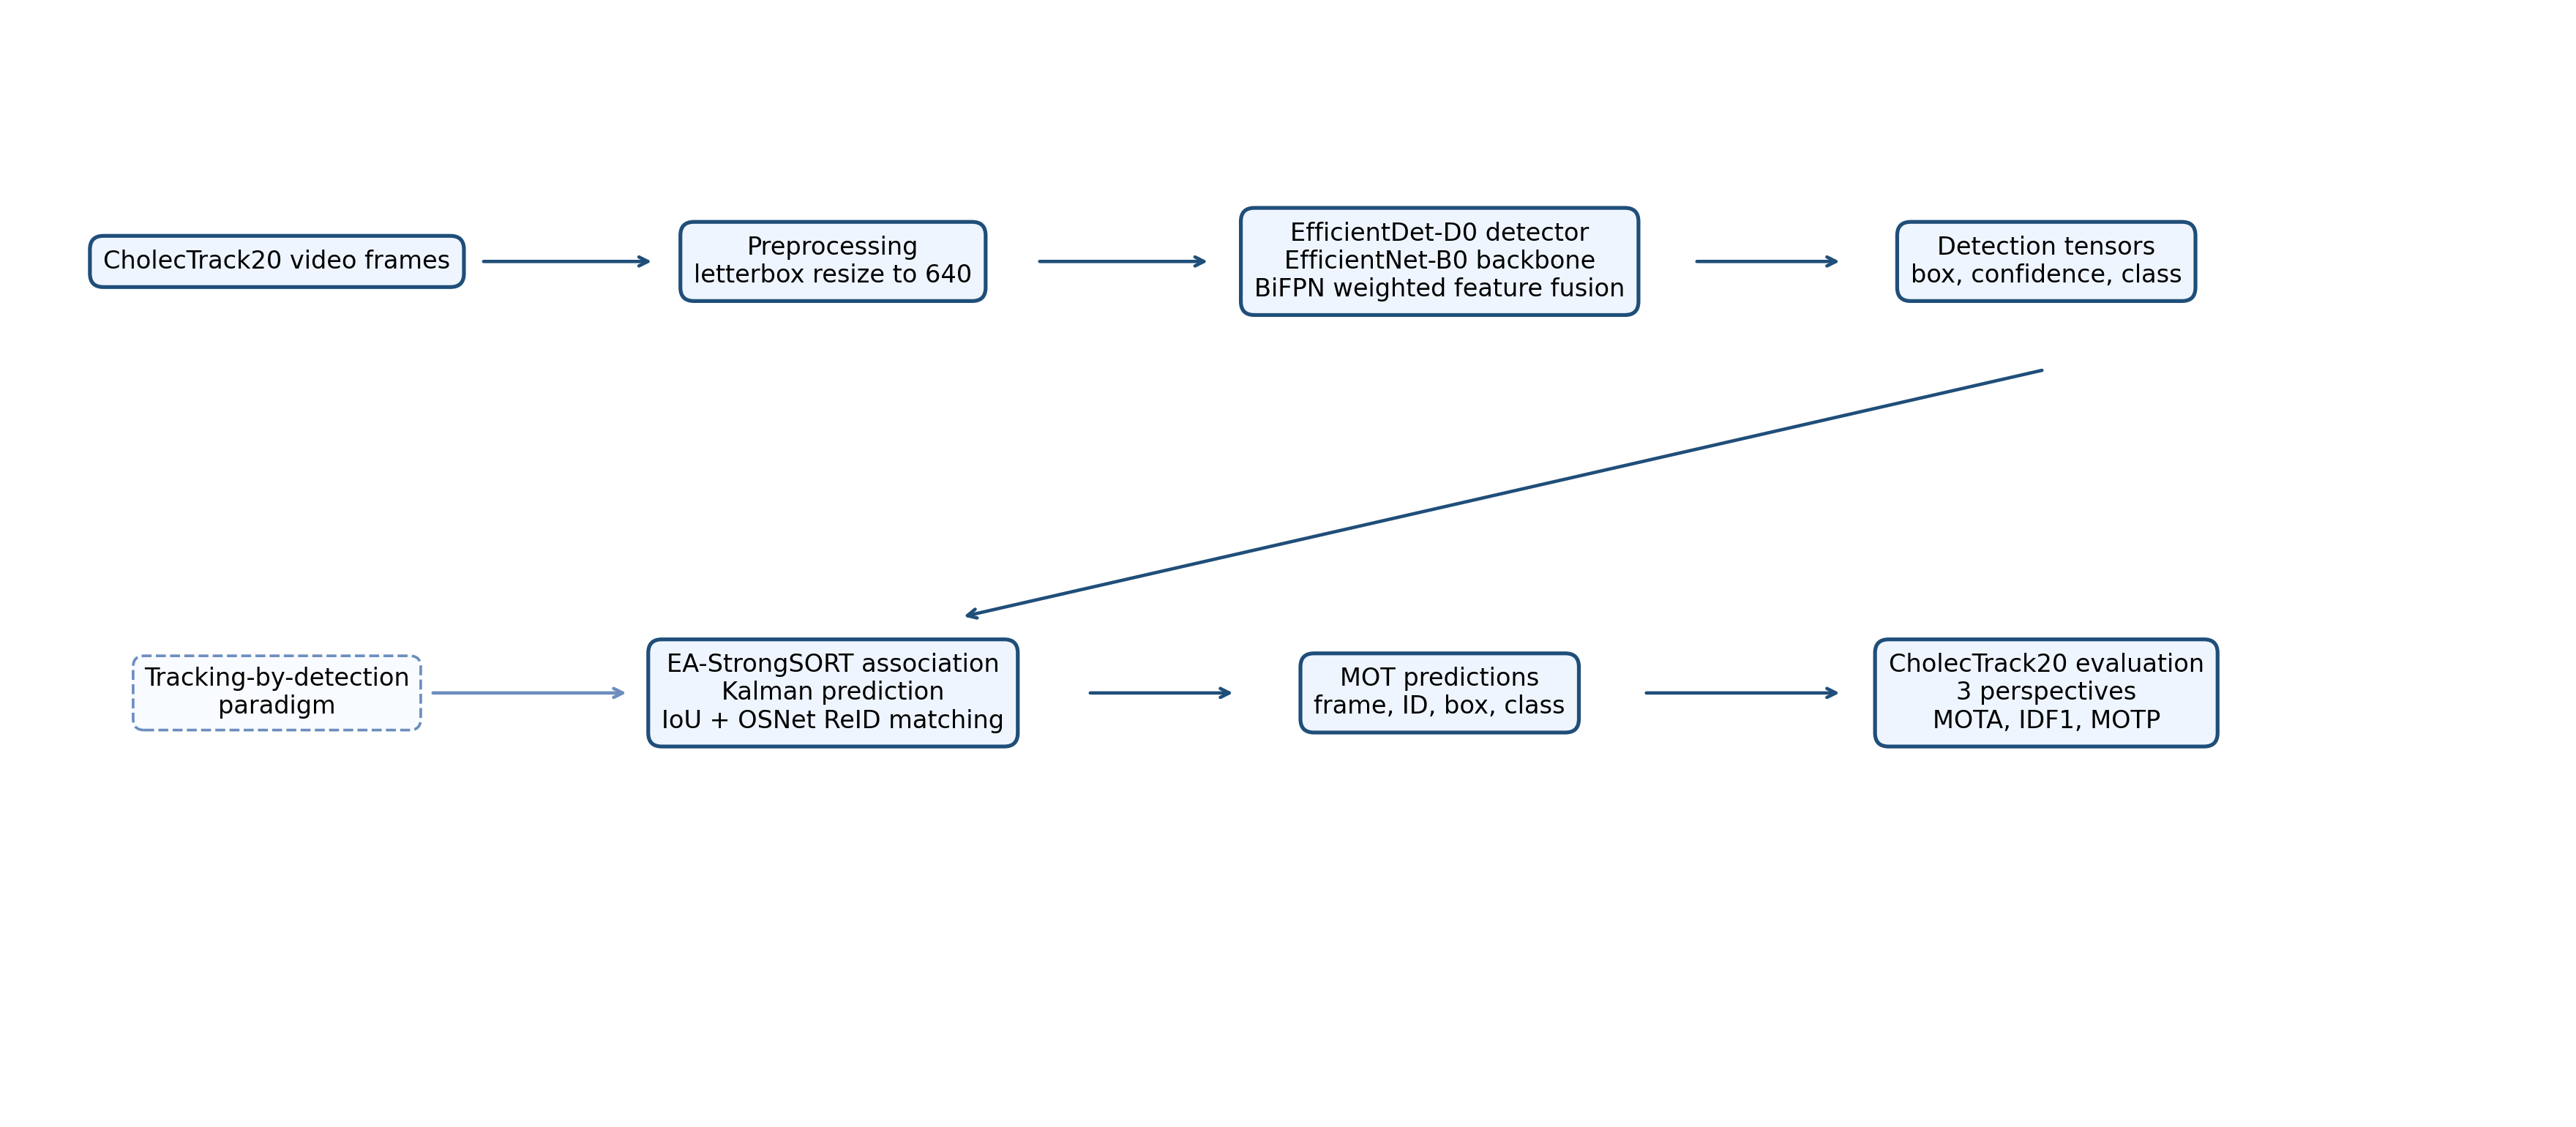 CholecTrack20 video frames
Preprocessing
letterbox resize to 640
EfficientDet-D0 detector
EfficientNet-B0 backbone
BiFPN weighted feature fusion
Detection tensors
box, confidence, class
Tracking-by-detection
paradigm
EA-StrongSORT association
Kalman prediction
IoU + OSNet ReID matching
MOT predictions
frame, ID, box, class
CholecTrack20 evaluation
3 perspectives
MOTA, IDF1, MOTP